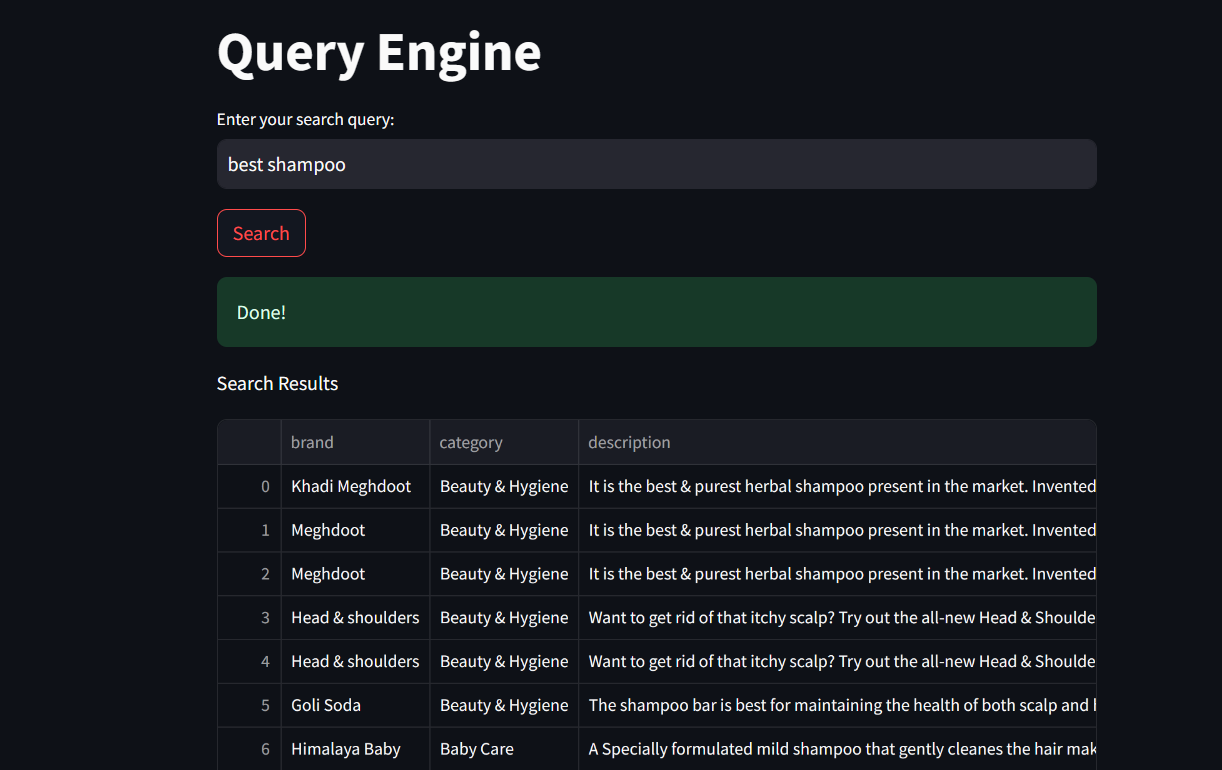 Query Engine
Enter your search query:
best shampoo
Search
Done!
Search Results
brand category description
0 Khadi Meghdoot Beauty & Hygiene It is the best & purest herbal shampoo present in the market. Invented
1 Meghdoot Beauty & Hygiene It is the best & purest herbal shampoo present in the market. Invented
2 Meghdoot Beauty & Hygiene It is the best & purest herbal shampoo present in the market. Invented
3 Head & shoulders Beauty & Hygiene Want to get rid of that itchy scalp? Try out the all-new Head & Shoulde
4 Head & shoulders Beauty & Hygiene Want to get rid of that itchy scalp? Try out the all-new Head & Shoulde
5 Goli Soda Beauty & Hygiene The shampoo bar is best for maintaining the health of both scalp and
6 Himalaya Baby Baby Care A Specially formulated mild shampoo that gently cleanes the hair mak